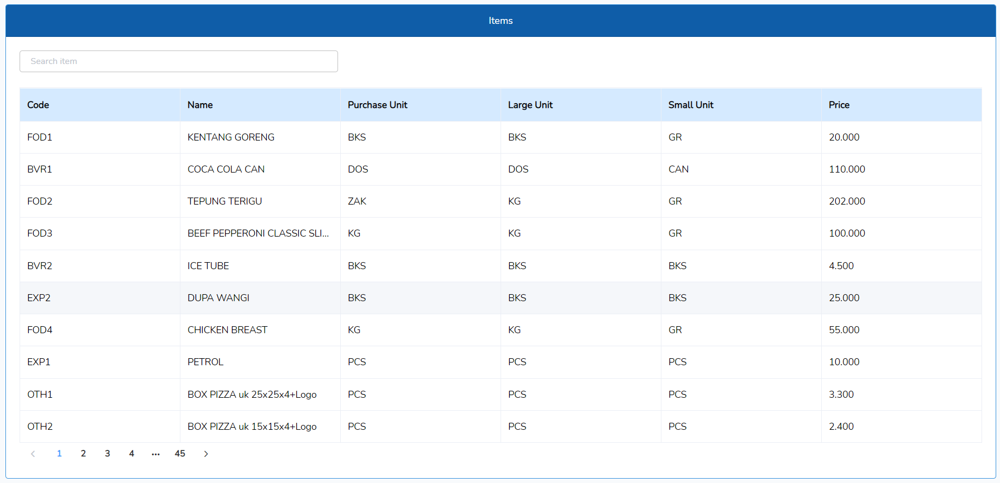 Items
Search item
Code Name Purchase Unit Large Unit Small Unit Price
FOD1 KENTANG GORENG BKS BKS GR 20.000
BVR1 COCA COLA CAN DOS DOS CAN 110.000
FOD2 TEPUNG TERIGU ZAK KG GR 202.000
FOD3 BEEF PEPPERONI CLASSIC SLI... KG KG GR 100.000
BVR2 ICE TUBE BKS BKS BKS 4.500
EXP2 DUPA WANGI BKS BKS BKS 25.000
FOD4 CHICKEN BREAST KG KG GR 55.000
EXP1 PETROL PCS PCS PCS 10.000
OTH1 BOX PIZZA uk 25x25x4+Logo PCS PCS PCS 3.300
OTH2 BOX PIZZA uk 15x15x4+Logo PCS PCS PCS 2.400
1 2 3 4 ... 45